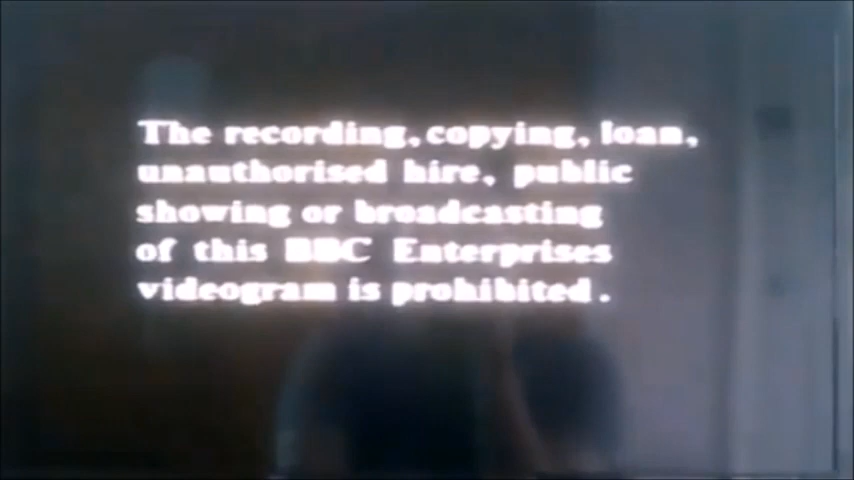 The recording, copying, loan,
unauthorised hire, public
showing or broadcasting
of this BBC Enterprises
videogram is prohibited.